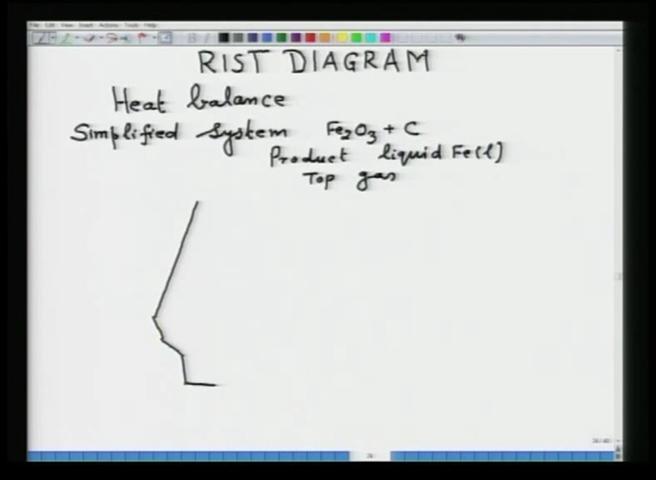 RIST DIAGRAM
Heat balance
Simplified System Fe₂O₃ + C
Product liquid Fe(l)
Top gas